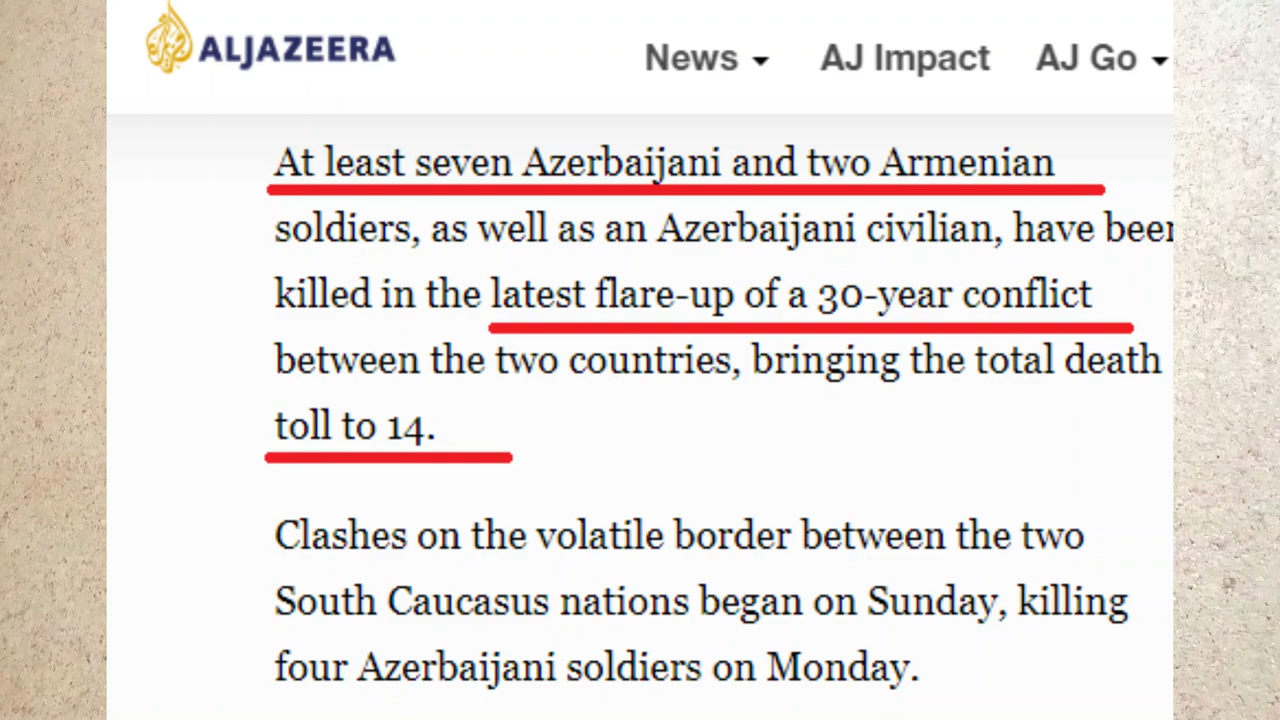 ALJAZEERA
News AJ Impact AJ Go
At least seven Azerbaijani and two Armenian
soldiers, as well as an Azerbaijani civilian, have been
killed in the latest flare-up of a 30-year conflict
between the two countries, bringing the total death
toll to 14.
Clashes on the volatile border between the two
South Caucasus nations began on Sunday, killing
four Azerbaijani soldiers on Monday.